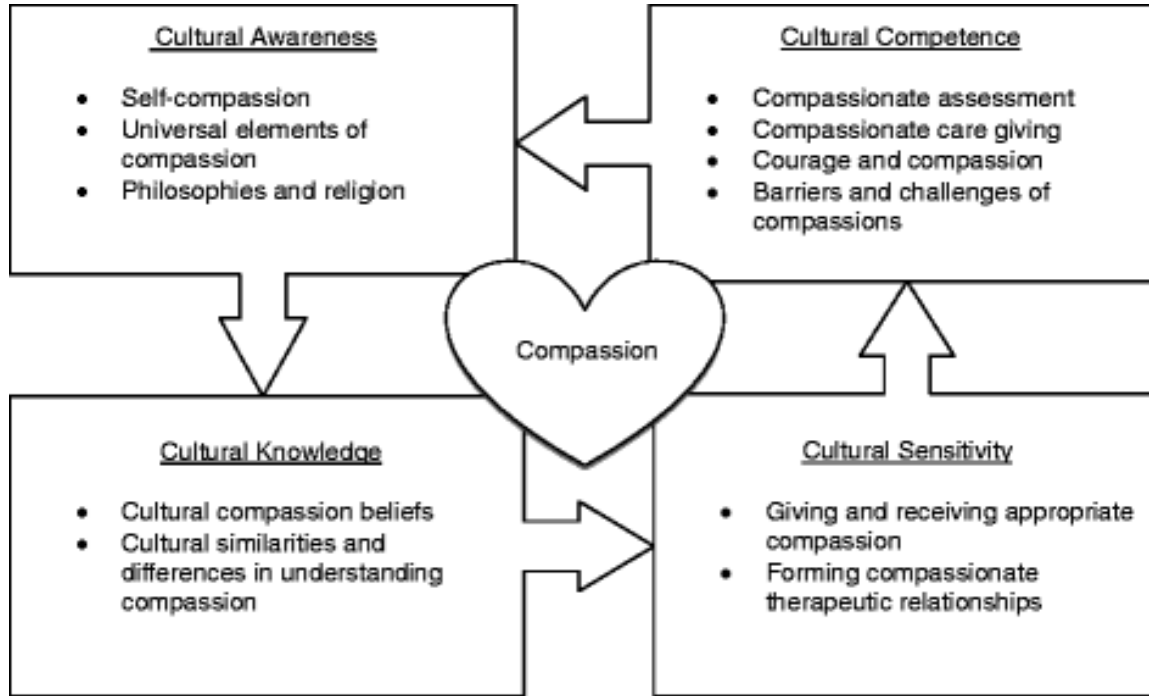 Cultural Awareness
• Self-compassion
• Universal elements of
compassion
• Philosophies and religion
Cultural Competence
• Compassionate assessment
• Compassionate care giving
• Courage and compassion
• Barriers and challenges of
compassions
Compassion
Cultural Knowledge
• Cultural compassion beliefs
• Cultural similarities and
differences in understanding
compassion
Cultural Sensitivity
• Giving and receiving appropriate
compassion
• Forming compassionate
therapeutic relationships